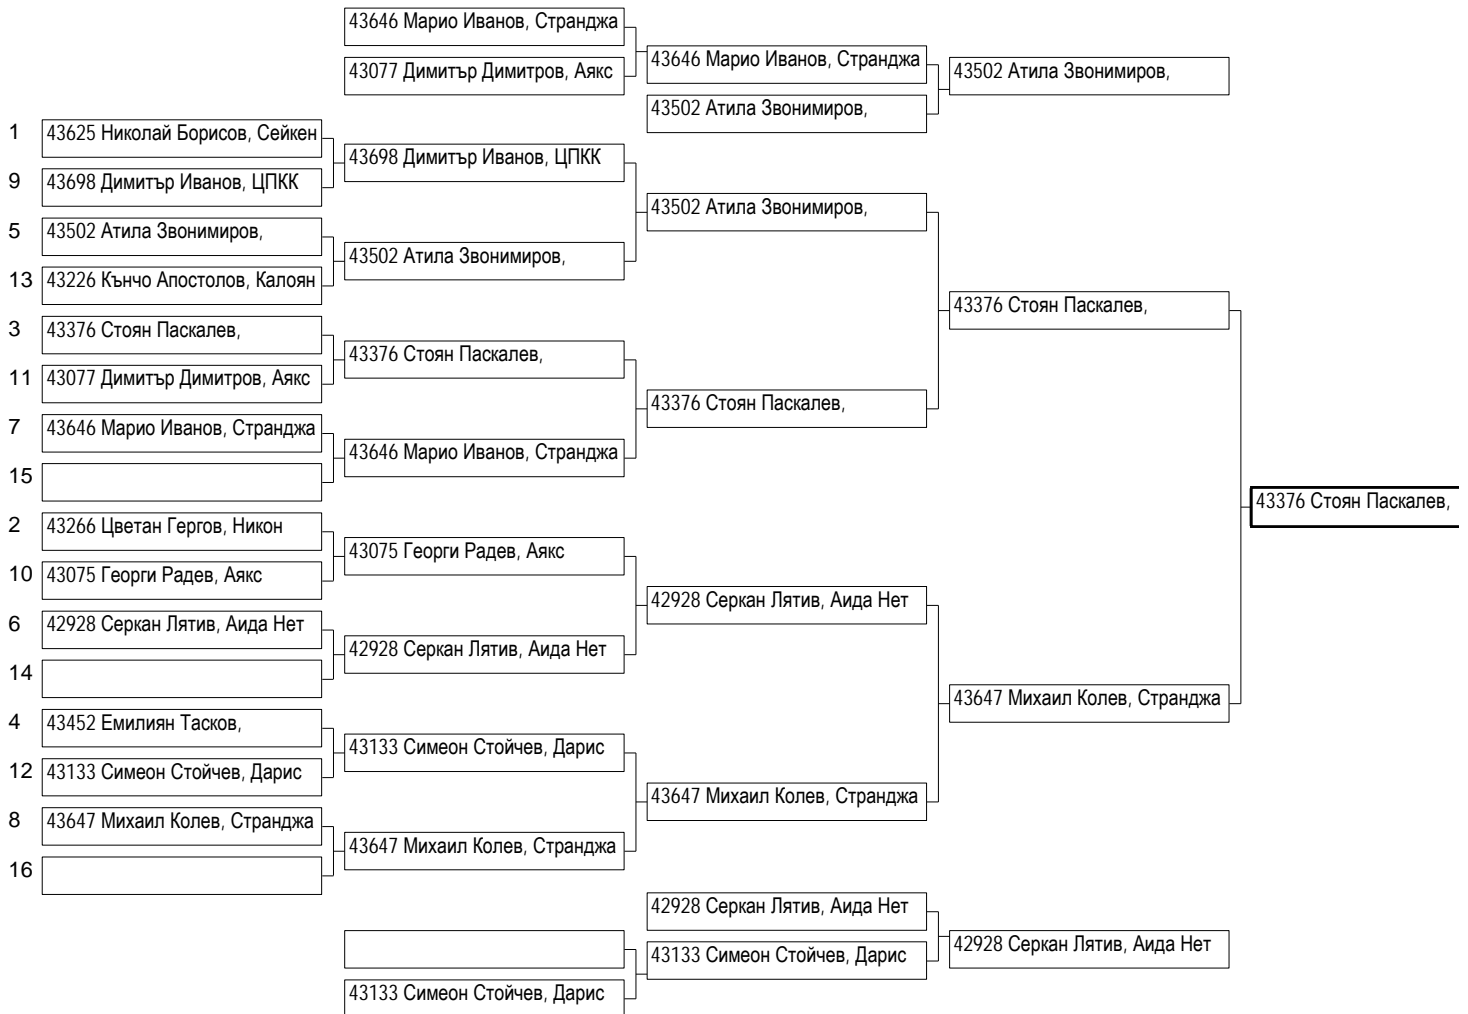 43646 Марио Иванов, Странджа
43077 Димитър Димитров, Аякс
43646 Марио Иванов, Странджа
43502 Атила Звонимиров,
43502 Атила Звонимиров,
1 43625 Николай Борисов, Сейкен
9 43698 Димитър Иванов, ЦПКК
5 43502 Атила Звонимиров,
13 43226 Кънчо Апостолов, Калоян
3 43376 Стоян Паскалев,
11 43077 Димитър Димитров, Аякс
7 43646 Марио Иванов, Странджа
15
2 43266 Цветан Гергов, Никон
10 43075 Георги Радев, Аякс
6 42928 Серкан Лятив, Аида Нет
14
4 43452 Емилиян Тасков,
12 43133 Симеон Стойчев, Дарис
8 43647 Михаил Колев, Странджа
16
43698 Димитър Иванов, ЦПКК
43502 Атила Звонимиров,
43376 Стоян Паскалев,
43646 Марио Иванов, Странджа
43075 Георги Радев, Аякс
42928 Серкан Лятив, Аида Нет
43133 Симеон Стойчев, Дарис
43647 Михаил Колев, Странджа
43502 Атила Звонимиров,
43376 Стоян Паскалев,
42928 Серкан Лятив, Аида Нет
43647 Михаил Колев, Странджа
43376 Стоян Паскалев,
43647 Михаил Колев, Странджа
43376 Стоян Паскалев,
43133 Симеон Стойчев, Дарис
42928 Серкан Лятив, Аида Нет
43133 Симеон Стойчев, Дарис
42928 Серкан Лятив, Аида Нет